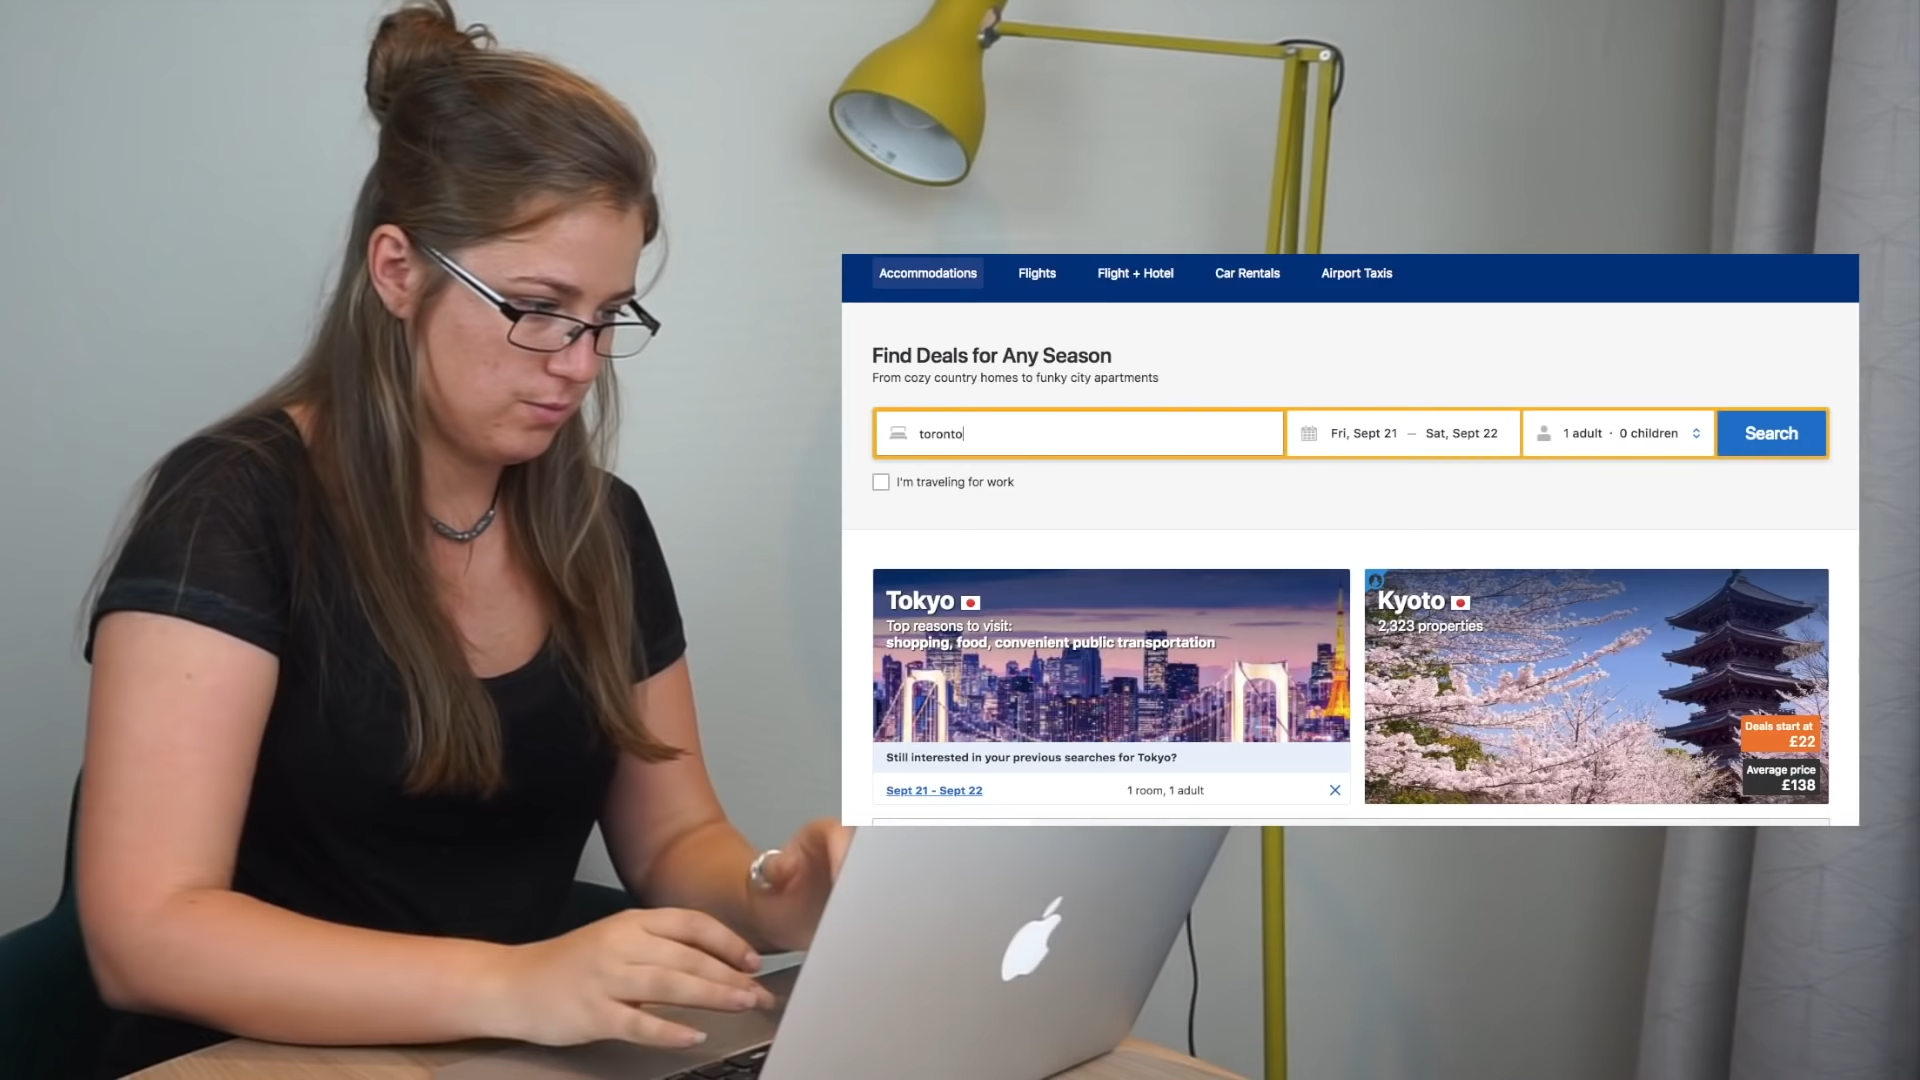 Accommodations Flights Flight + Hotel Car Rentals Airport Taxis
Find Deals for Any Season
From cozy country homes to funky city apartments
toronto Fri, Sept 21 – Sat, Sept 22 1 adult · 0 children Search
I'm traveling for work
Tokyo
Top reasons to visit:
shopping, food, convenient public transportation
Still interested in your previous searches for Tokyo?
Sept 21 - Sept 22 1 room, 1 adult
Kyoto
2,323 properties
Deals start at
£22
Average price
£138